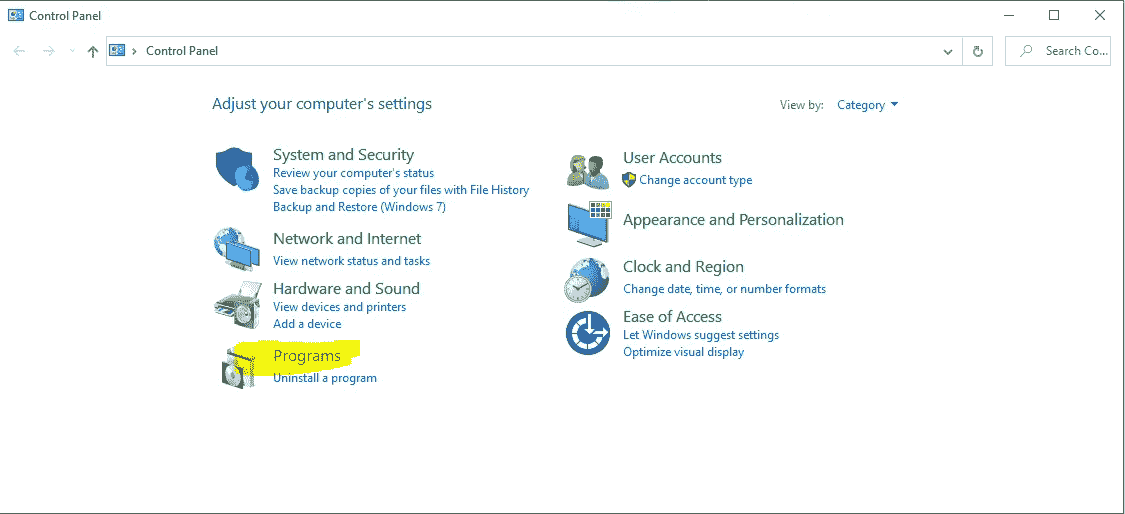 Control Panel
Control Panel
Search Co...
Adjust your computer's settings
View by: Category
System and Security
Review your computer's status
Save backup copies of your files with File History
Backup and Restore (Windows 7)
Network and Internet
View network status and tasks
Hardware and Sound
View devices and printers
Add a device
Programs
Uninstall a program
User Accounts
Change account type
Appearance and Personalization
Clock and Region
Change date, time, or number formats
Ease of Access
Let Windows suggest settings
Optimize visual display